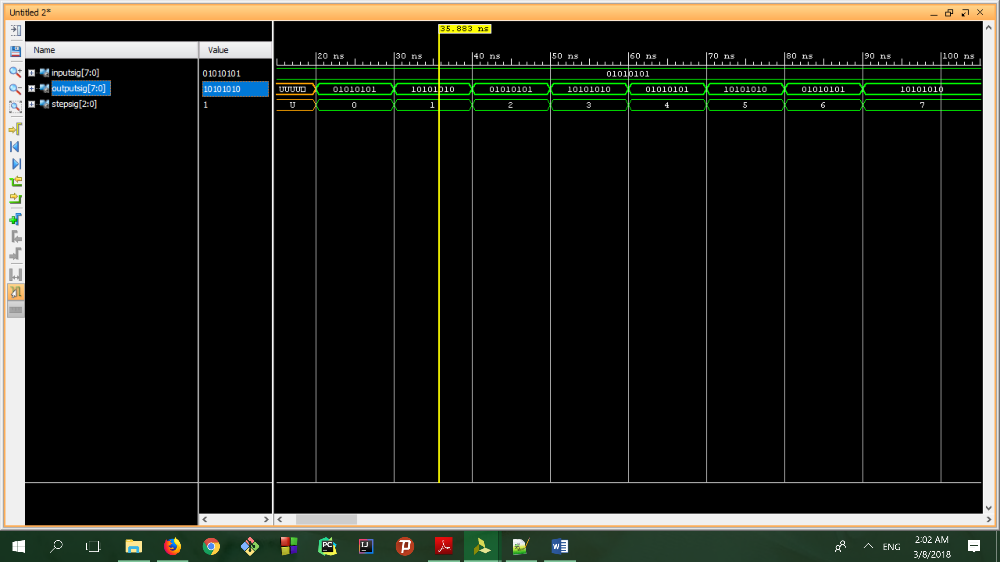 Untitled 2*
35.883 ns
Name Value
20 ns 30 ns 40 ns 50 ns 60 ns 70 ns 80 ns 90 ns 100 ns
inputsig[7:0] 01010101 01010101
outputsig[7:0] 10101010 UUUU 01010101 10101010 01010101 10101010 01010101 10101010 01010101 10101010
stepsig[2:0] 1 U 0 1 2 3 4 5 6 7
PC IJ W ENG 2:02 AM
3/8/2018